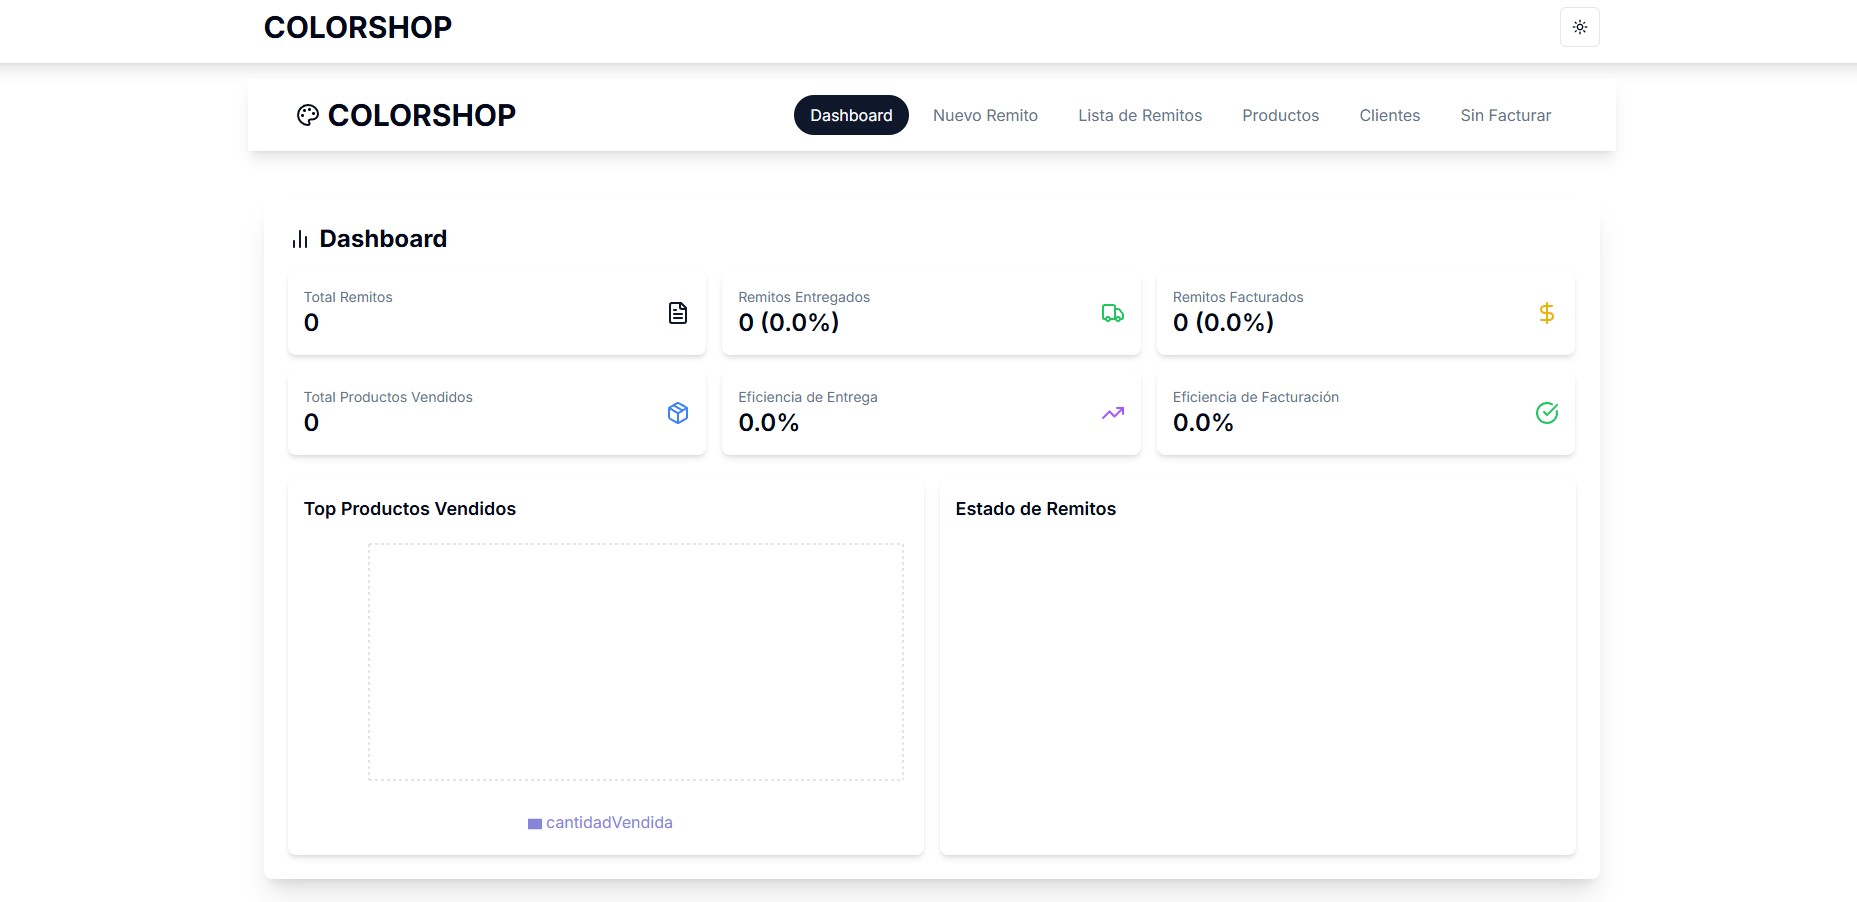 COLORSHOP
COLORSHOP
Dashboard
Nuevo Remito
Lista de Remitos
Productos
Clientes
Sin Facturar
Dashboard
Total Remitos
0
Remitos Entregados
0 (0.0%)
Remitos Facturados
0 (0.0%)
Total Productos Vendidos
0
Eficiencia de Entrega
0.0%
Eficiencia de Facturación
0.0%
Top Productos Vendidos
cantidadVendida
Estado de Remitos